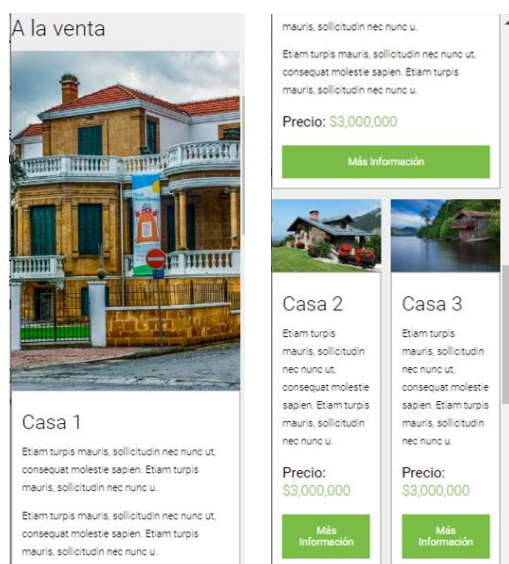 A la venta
Casa 1
Etiam turpis mauris, sollicitudin nec nunc ut,
consequat molestie sapien. Etiam turpis
mauris, sollicitudin nec nunc u.
Etiam turpis mauris, sollicitudin nec nunc ut,
consequat molestie sapien. Etiam turpis
mauris, sollicitudin nec nunc u.
mauris, sollicitudin nec nunc u.
Etiam turpis mauris, sollicitudin nec nunc ut,
consequat molestie sapien. Etiam turpis
mauris, sollicitudin nec nunc u.
Precio: $3,000,000
Más Información
Casa 2
Etiam turpis
mauris, sollicitudin
nec nunc ut,
consequat molestie
sapien. Etiam turpis
mauris, sollicitudin
nec nunc u.
Precio:
$3,000,000
Más
Información
Casa 3
Etiam turpis
mauris, sollicitudin
nec nunc ut,
consequat molestie
sapien. Etiam turpis
mauris, sollicitudin
nec nunc u.
Precio:
$3,000,000
Más
Información